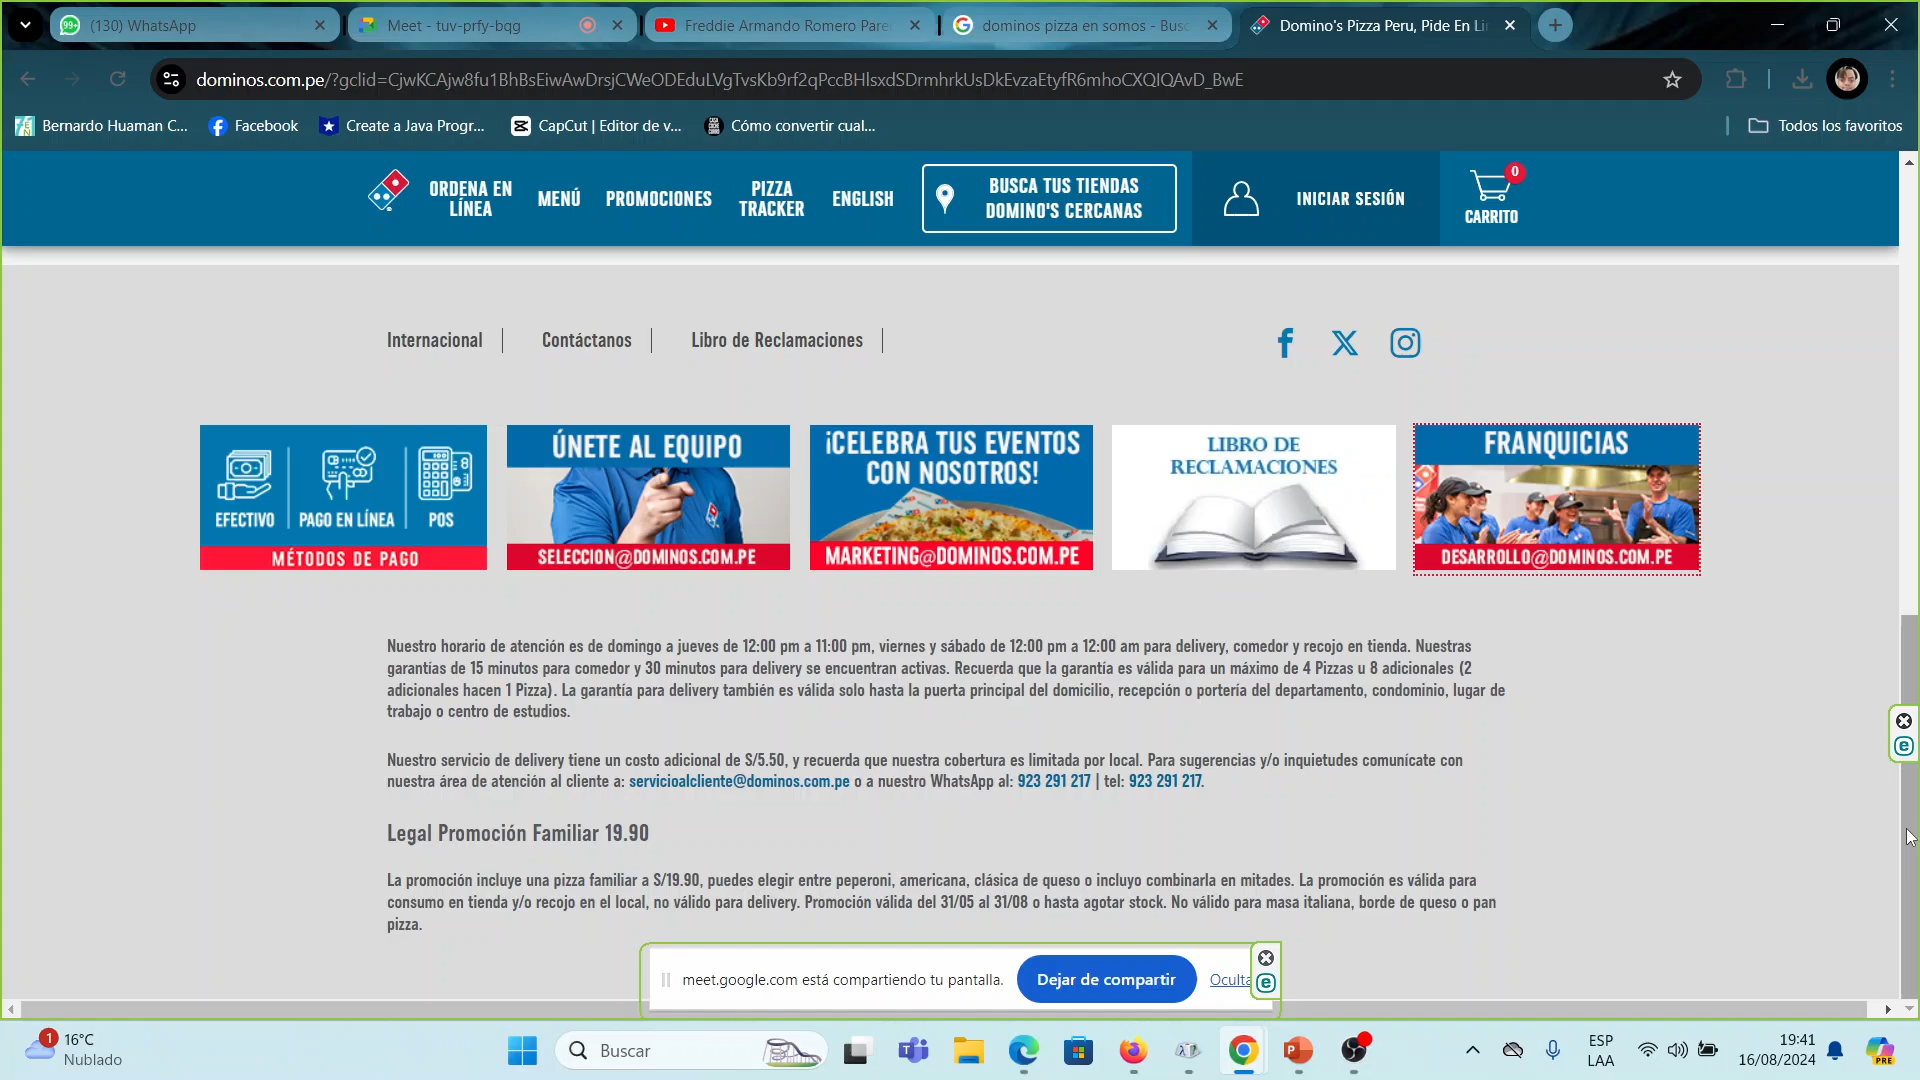 (130) WhatsApp
Meet - tuv-prfy-bqg
Freddie Armando Romero Pare
dominos pizza en somos - Busc
Domino's Pizza Peru, Pide En Lí
dominos.com.pe/?gclid=CjwKCAjw8fu1BhBsEiwAwDrsjCWeODEduLVgTvsKb9rf2qPccBHlsxdSDrmhrkUsDkEvzaEtyfR6mhoCXQIQAvD_BwE
Bernardo Huaman C...
Facebook
Create a Java Progr...
CapCut | Editor de v...
Cómo convertir cual...
Todos los favoritos
ORDENA EN
LÍNEA
MENÚ
PROMOCIONES
PIZZA
TRACKER
ENGLISH
BUSCA TUS TIENDAS
DOMINO'S CERCANAS
INICIAR SESIÓN
0
CARRITO
Internacional
Contáctanos
Libro de Reclamaciones
EFECTIVO
PAGO EN LÍNEA
POS
MÉTODOS DE PAGO
ÚNETE AL EQUIPO
SELECCION@DOMINOS.COM.PE
¡CELEBRA TUS EVENTOS
CON NOSOTROS!
MARKETING@DOMINOS.COM.PE
LIBRO DE
RECLAMACIONES
FRANQUICIAS
DESARROLLO@DOMINOS.COM.PE
Nuestro horario de atención es de domingo a jueves de 12:00 pm a 11:00 pm, viernes y sábado de 12:00 pm a 12:00 am para delivery, comedor y recojo en tienda. Nuestras
garantías de 15 minutos para comedor y 30 minutos para delivery se encuentran activas. Recuerda que la garantía es válida para un máximo de 4 Pizzas u 8 adicionales (2
adicionales hacen 1 Pizza). La garantía para delivery también es válida solo hasta la puerta principal del domicilio, recepción o portería del departamento, condominio, lugar de
trabajo o centro de estudios.
Nuestro servicio de delivery tiene un costo adicional de S/5.50, y recuerda que nuestra cobertura es limitada por local. Para sugerencias y/o inquietudes comunícate con
nuestra área de atención al cliente a: servicioalcliente@dominos.com.pe o a nuestro WhatsApp al: 923 291 217 | tel: 923 291 217.
Legal Promoción Familiar 19.90
La promoción incluye una pizza familiar a S/19.90, puedes elegir entre peperoni, americana, clásica de queso o incluyo combinarla en mitades. La promoción es válida para
consumo en tienda y/o recojo en el local, no válido para delivery. Promoción válida del 31/05 al 31/08 o hasta agotar stock. No válido para masa italiana, borde de queso o pan
pizza.
meet.google.com está compartiendo tu pantalla.
Dejar de compartir
Oculta
1
16°C
Nublado
Buscar
ESP
LAA
19:41
16/08/2024
PRE